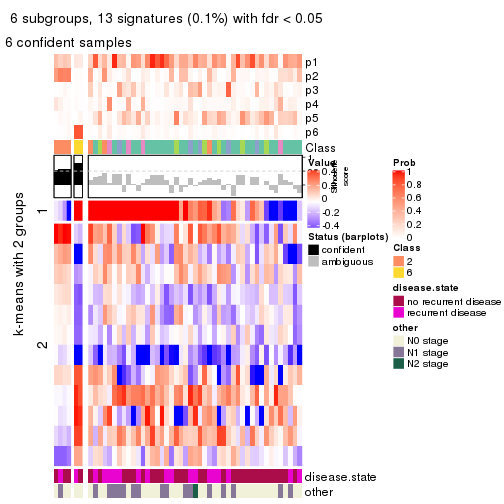 6 subgroups, 13 signatures (0.1%) with fdr < 0.05
6 confident samples
p1
p2
p3
p4
p5
p6
Class
1
2
k-means with 2 groups
disease.state
other
Value
0.4
-0.2
-0.4
score
Status (barplots)
confident
ambiguous
Prob
1
0.8
0.6
0.4
0.2
0
Class
2
6
disease.state
no recurrent disease
recurrent disease
other
N0 stage
N1 stage
N2 stage